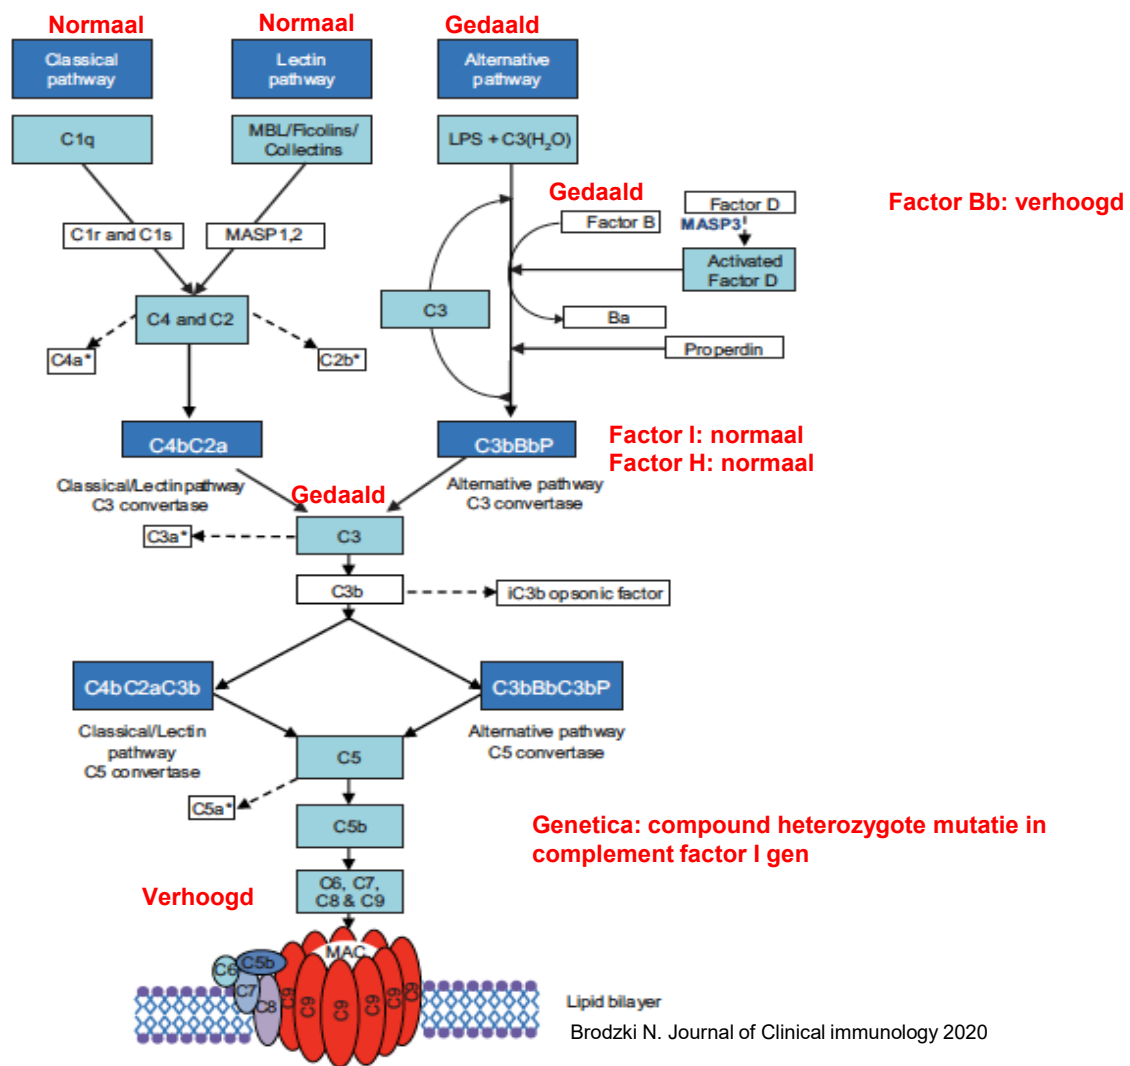 Normaal
Normaal
Gedaald
Classical
pathway
Lectin
pathway
Alternative
pathway
C1q
MBL/Ficolins/
Collectins
LPS + C3(H₂O)
Gedaald
Factor B
Factor D
MASP3
Factor Bb: verhoogd
C1r and C1s
MASP1,2
Activated
Factor D
C4 and C2
C3
Ba
C4a*
C2b*
Properdin
C4bC2a
C3bBbP
Factor I: normaal
Factor H: normaal
Classical/Lectin pathway
C3 convertase
Alternative pathway
C3 convertase
Gedaald
C3a*
C3
C3b
iC3b opsonic factor
C4bC2aC3b
C3bBbC3bP
Classical/Lectin
pathway
C5 convertase
Alternative pathway
C5 convertase
C5
C5a*
C5b
Genetica: compound heterozygote mutatie in
complement factor I gen
Verhoogd
C6, C7,
C8 & C9
MAC
C6
C5b
C7
C8
C9
C9
C9
C9
C9
C9
C9
Lipid bilayer
Brodzki N. Journal of Clinical immunology 2020